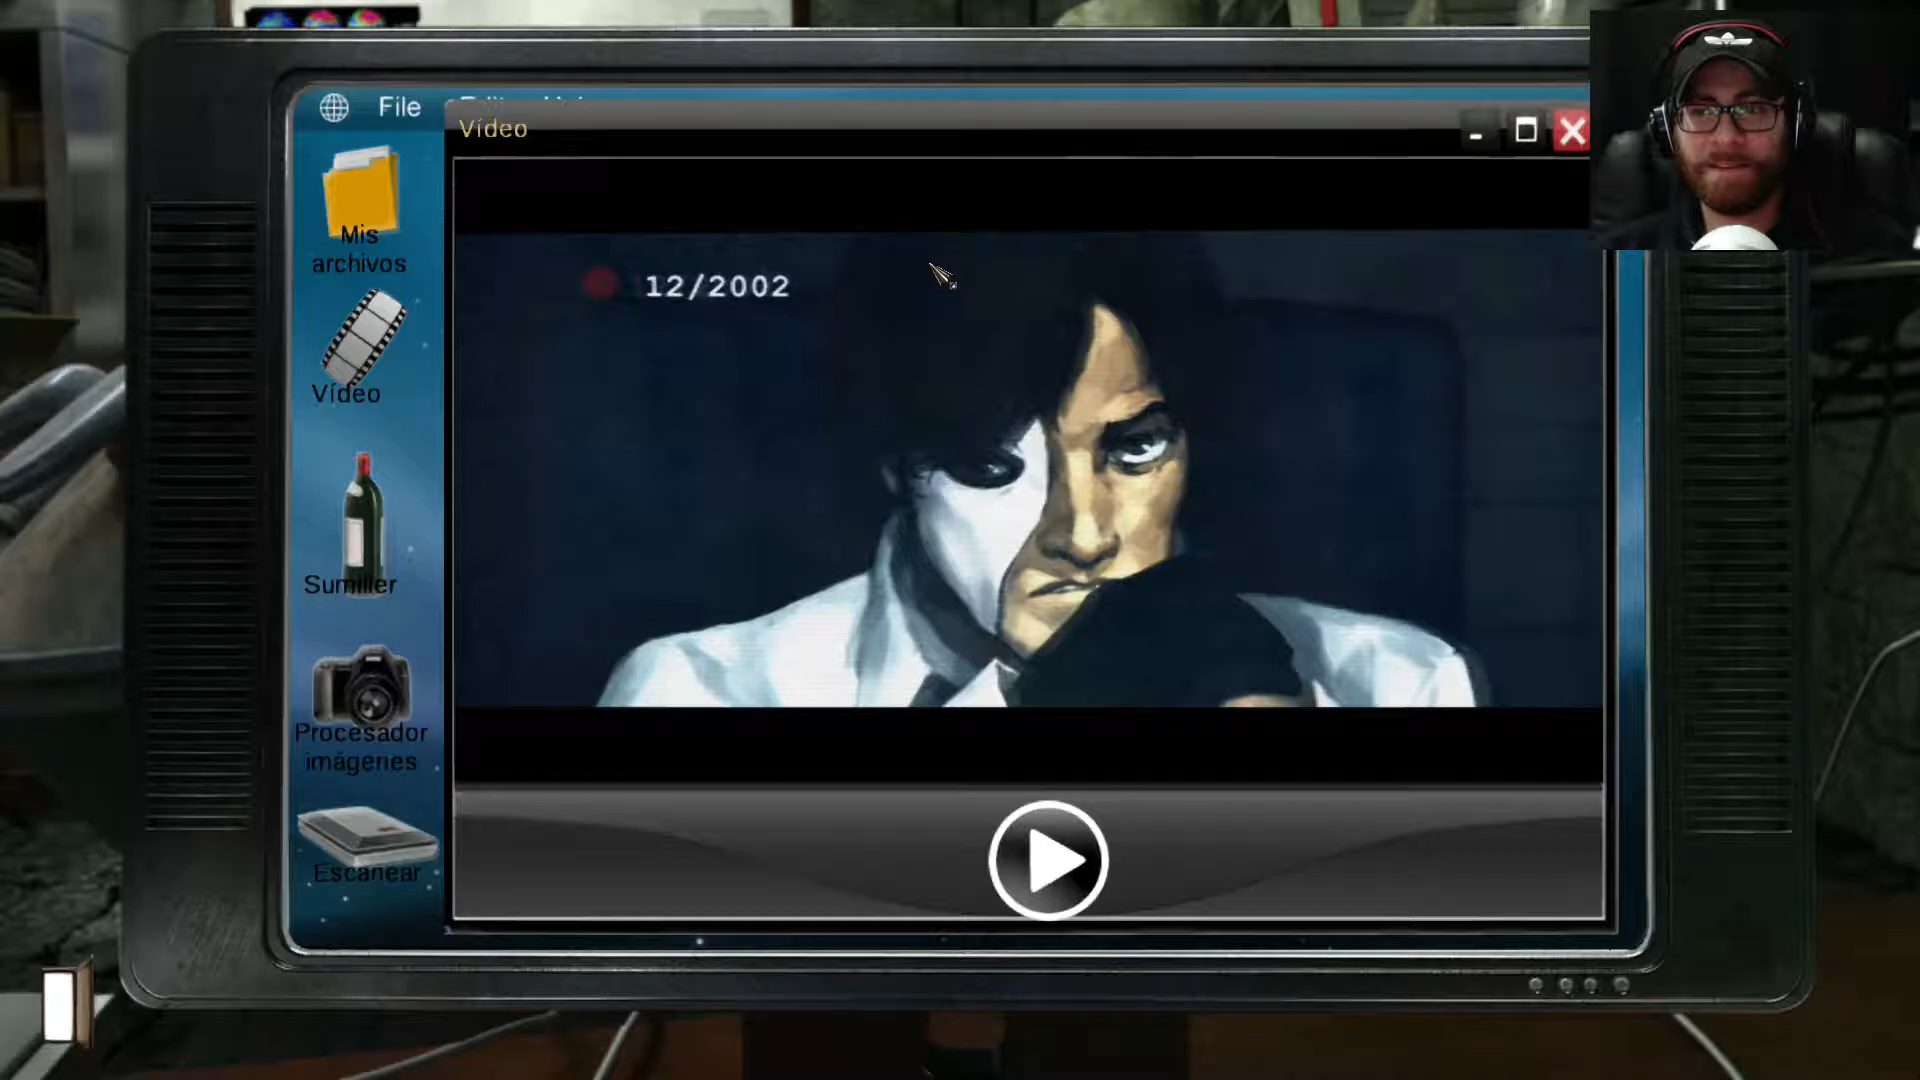 File
Vídeo
Mis
archivos
12/2002
Vídeo
Sumiller
Procesador
imágenes
Escanear